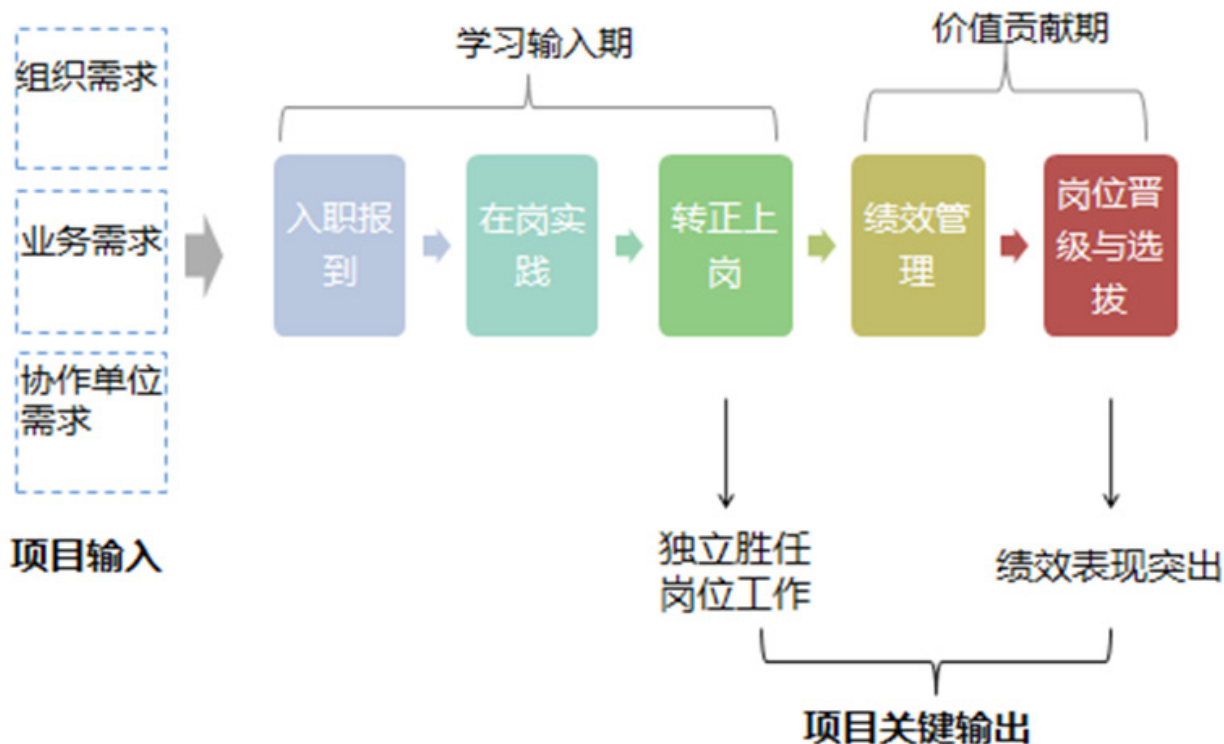 组织需求
业务需求
协作单位
需求
项目输入
学习输入期
价值贡献期
入职报
到
在岗实
践
转正上
岗
绩效管
理
岗位晋
级与选
拔
独立胜任
岗位工作
绩效表现突出
项目关键输出